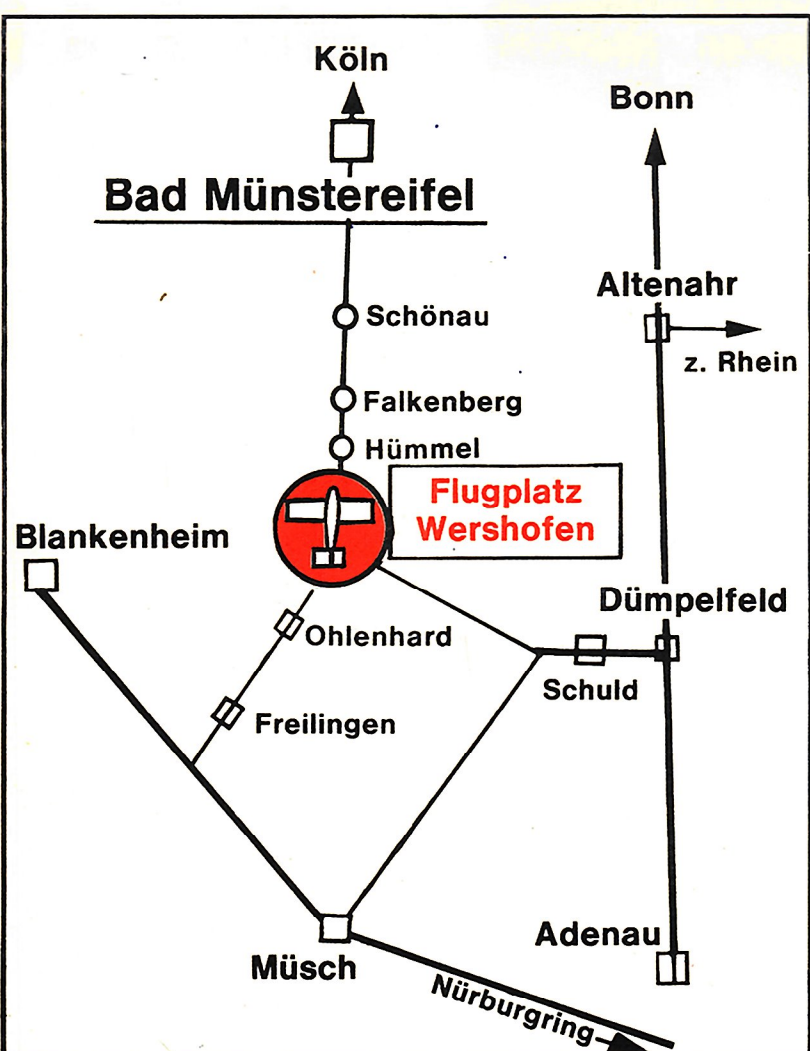 Köln
Bonn
Bad Münstereifel
Altenahr
Schönau
z. Rhein
Falkenberg
Hümmel
Flugplatz
Wershofen
Blankenheim
Dümpelfeld
Ohlenhard
Schuld
Freilingen
Adenau
Müsch
Nürburgring